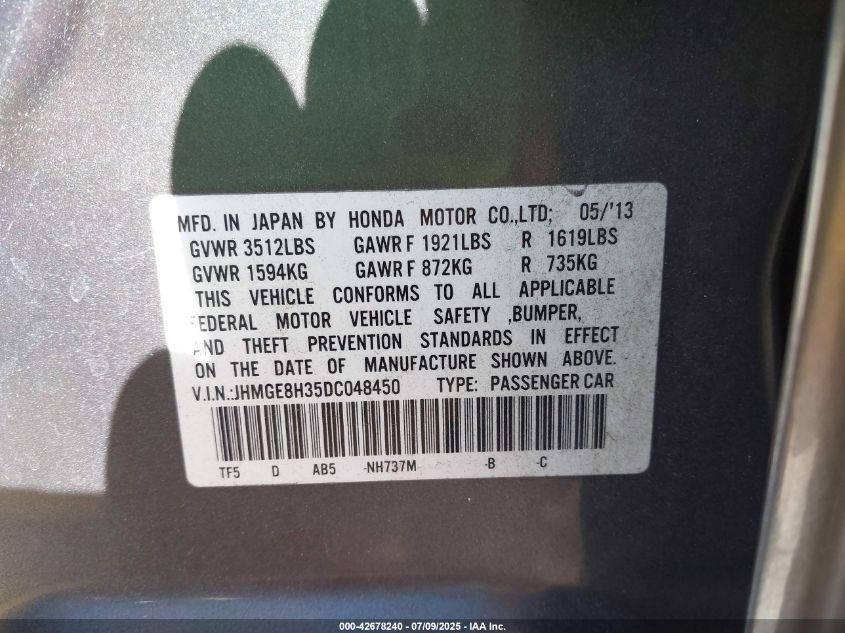 MFD. IN JAPAN BY HONDA MOTOR CO.,LTD; 05/'13
GVWR 3512LBS GAWR F 1921LBS R 1619LBS
GVWR 1594KG GAWR F 872KG R 735KG
THIS VEHICLE CONFORMS TO ALL APPLICABLE
FEDERAL MOTOR VEHICLE SAFETY ,BUMPER,
AND THEFT PREVENTION STANDARDS IN EFFECT
ON THE DATE OF MANUFACTURE SHOWN ABOVE.
V.I.N.:JHMGE8H35DC048450 TYPE: PASSENGER CAR
TF5 D AB5 -NH737M -B -C
000-42678240 - 07/09/2025 - IAA Inc.